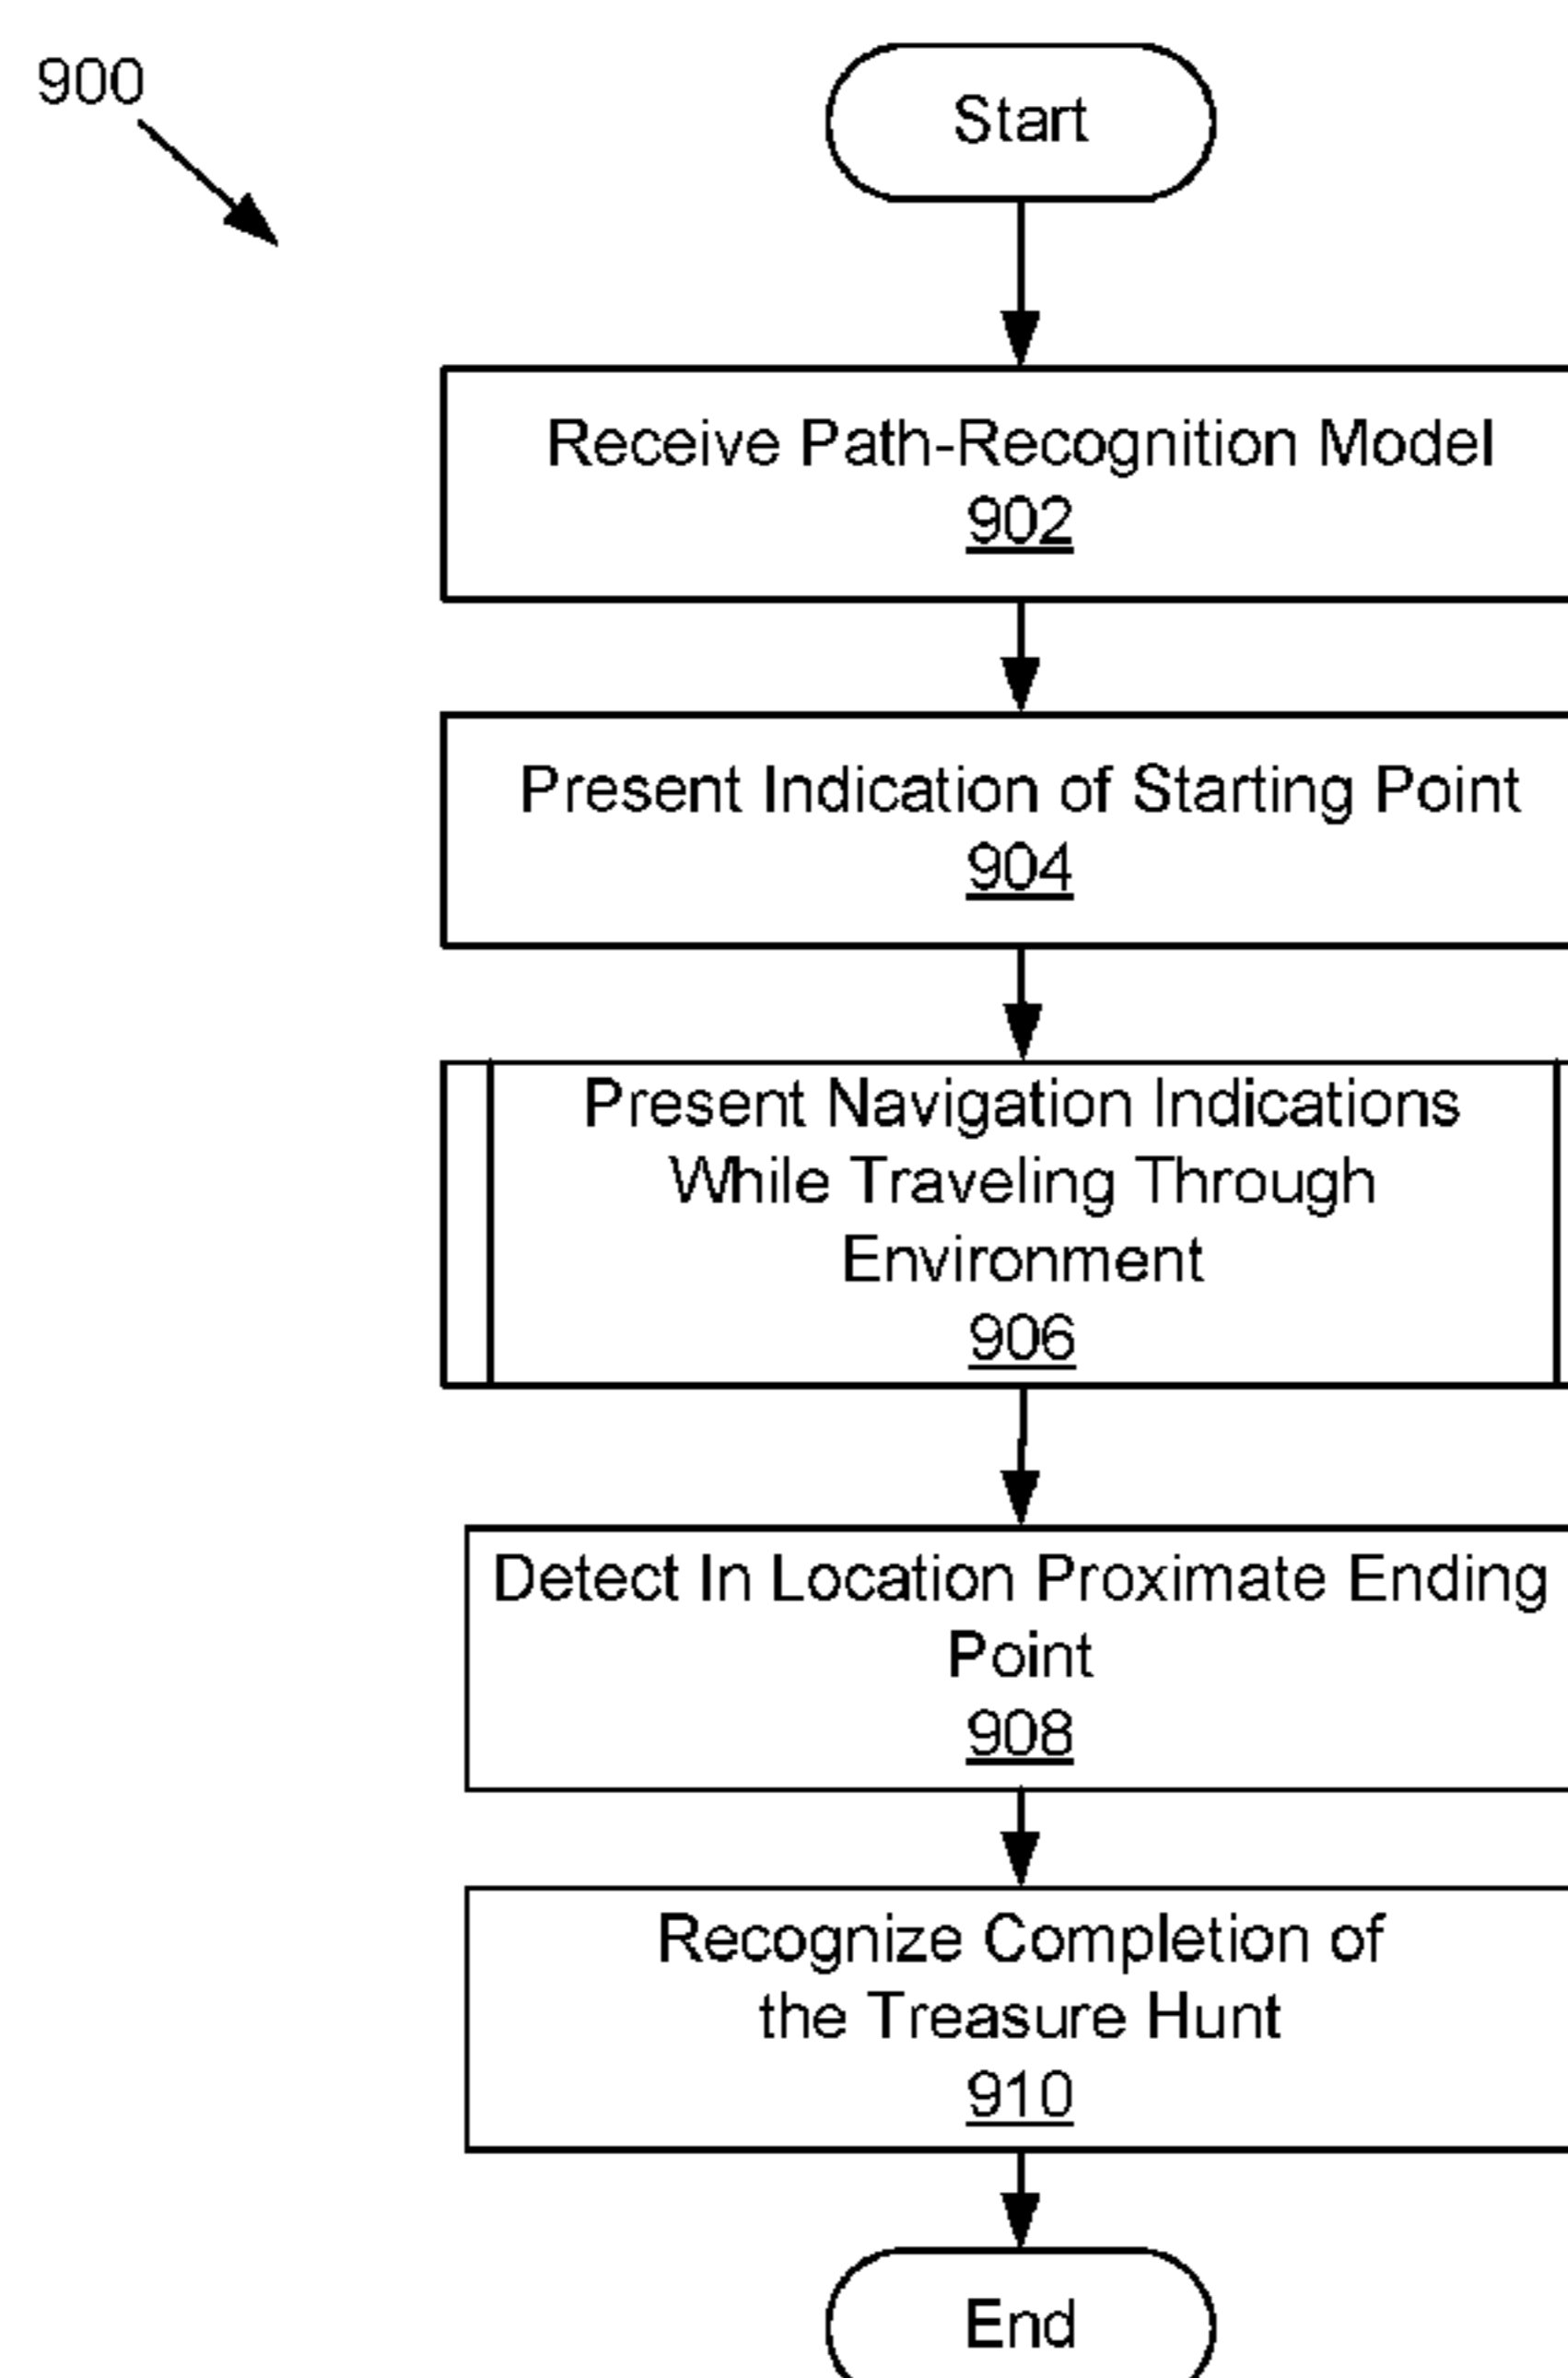 900
Start
Receive Path-Recognition Model
902
Present Indication of Starting Point
904
Present Navigation Indications
While Traveling Through
Environment
906
Detect In Location Proximate Ending
Point
908
Recognize Completion of
the Treasure Hunt
910
End